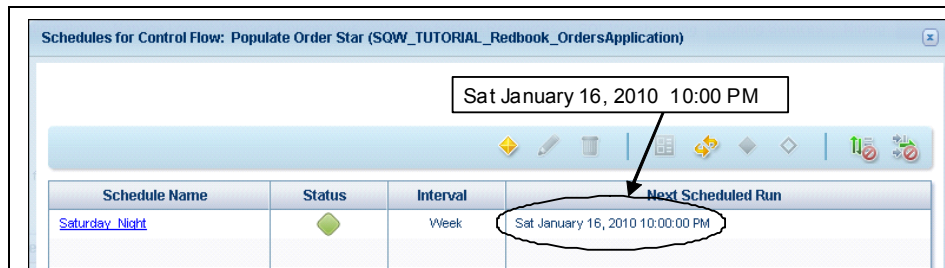 Schedules for Control Flow: Populate Order Star (SQW_TUTORIAL_Redbook_OrdersApplication)
Sat January 16, 2010 10:00 PM
Schedule Name Status Interval Next Scheduled Run
Saturday_Night Week Sat January 16, 2010 10:00:00 PM